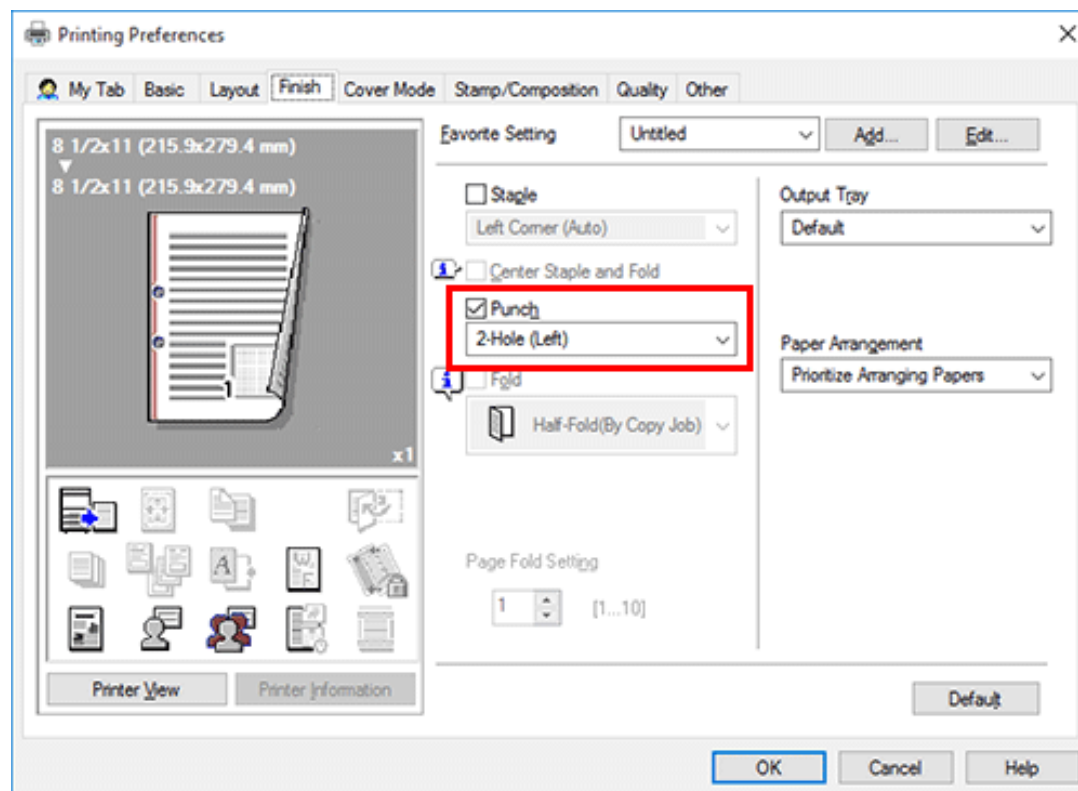 Printing Preferences
My Tab Basic Layout Finish Cover Mode Stamp/Composition Quality Other
8 1/2x11 (215.9x279.4 mm)
8 1/2x11 (215.9x279.4 mm)
1
x1
Printer View Printer Information
Favorite Setting Untitled Add... Edit...
Staple
Left Corner (Auto)
Center Staple and Fold
Punch
2-Hole (Left)
Fold
Half-Fold(By Copy Job)
Page Fold Setting
1 [1...10]
Output Tray
Default
Paper Arrangement
Prioritize Arranging Papers
Default
OK Cancel Help